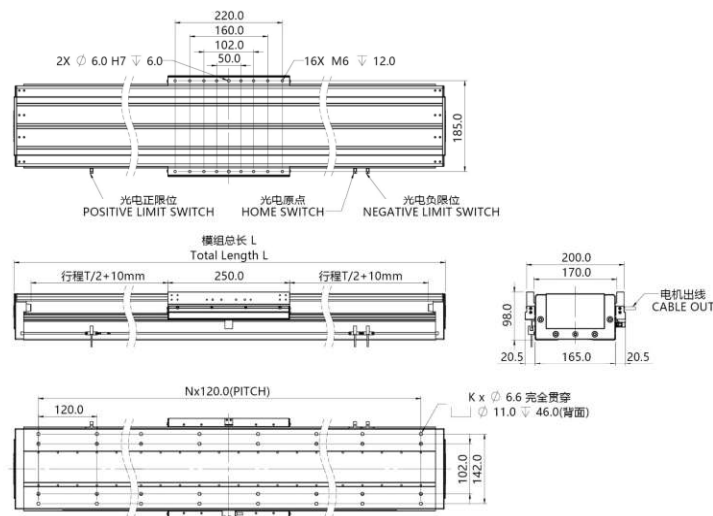 220.0
160.0
102.0
50.0
2X ∅ 6.0 H7 ↧ 6.0
16X M6 ↧ 12.0
185.0
光电正限位
POSITIVE LIMIT SWITCH
光电原点
HOME SWITCH
光电负限位
NEGATIVE LIMIT SWITCH
模组总长 L
Total Length L
行程T/2+10mm
250.0
行程T/2+10mm
200.0
170.0
电机出线
CABLE OUT
98.0
20.5
165.0
20.5
Nx120.0(PITCH)
120.0
K x ∅ 6.6 完全贯穿
⌴ ∅ 11.0 ↧ 46.0(背面)
102.0
142.0